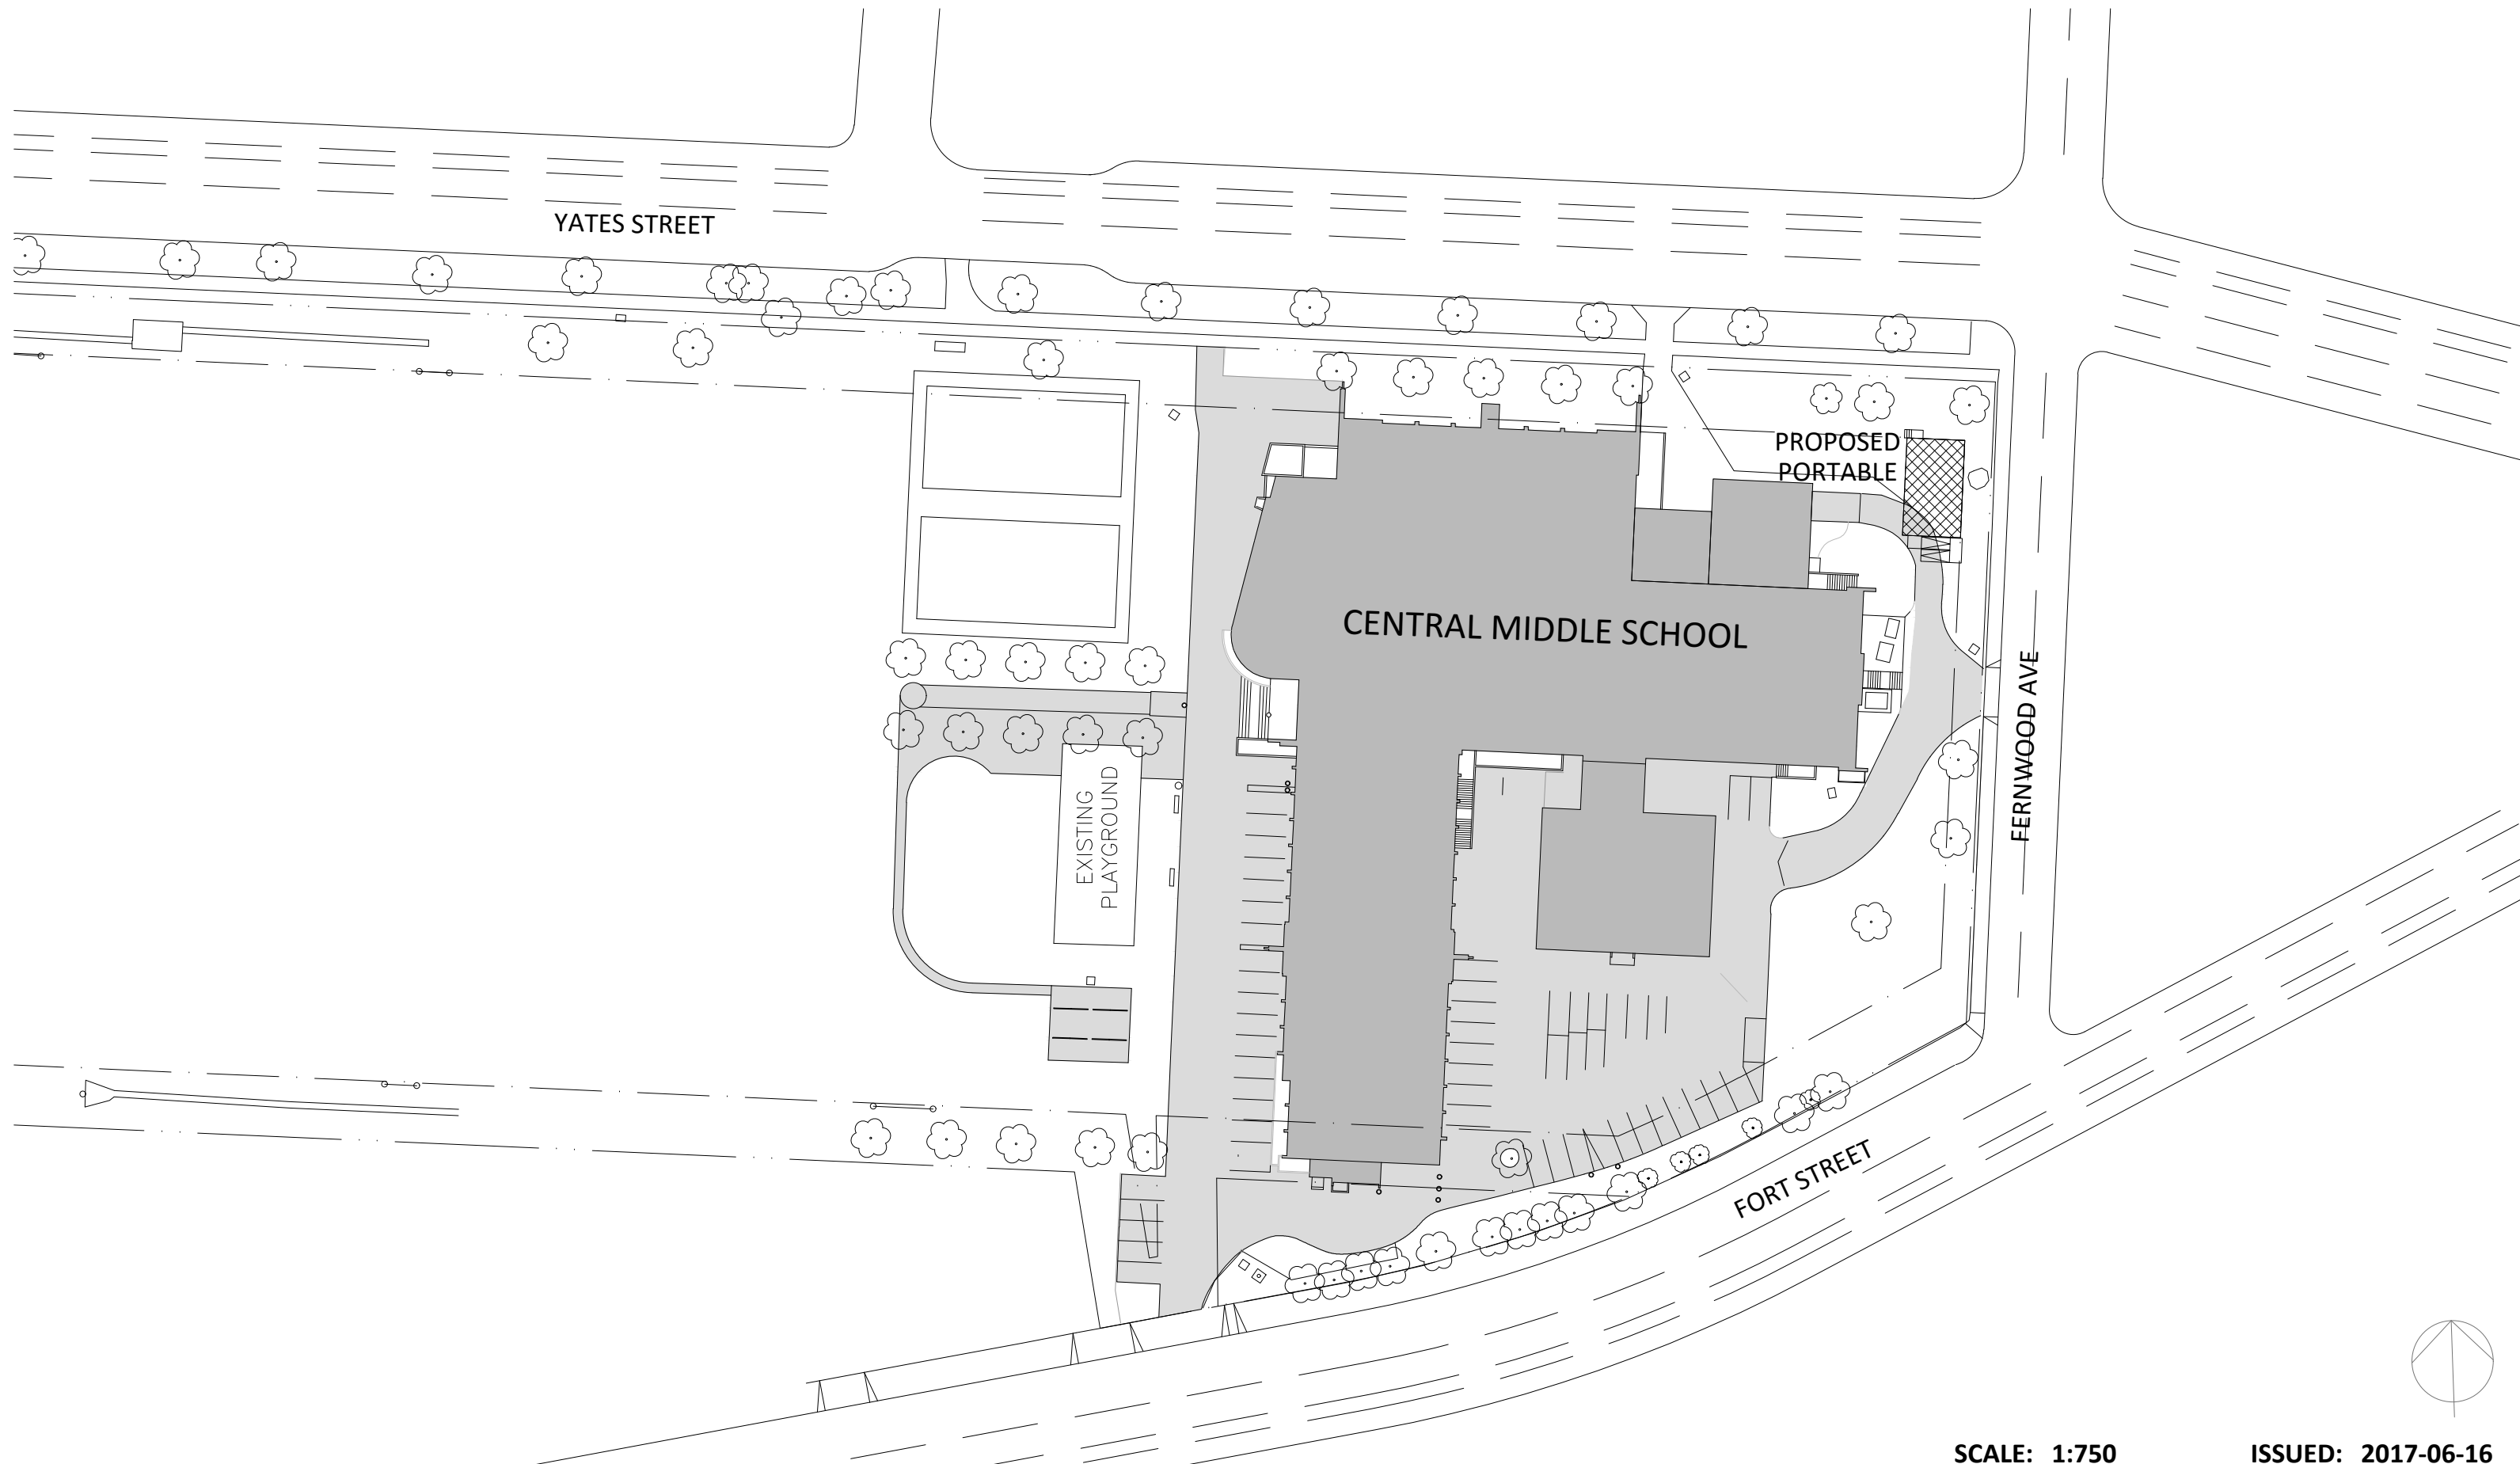 YATES STREET
PROPOSED
PORTABLE
CENTRAL MIDDLE SCHOOL
FERNWOOD AVE
EXISTING
PLAYGROUND
FORT STREET
SCALE: 1:750
ISSUED: 2017-06-16